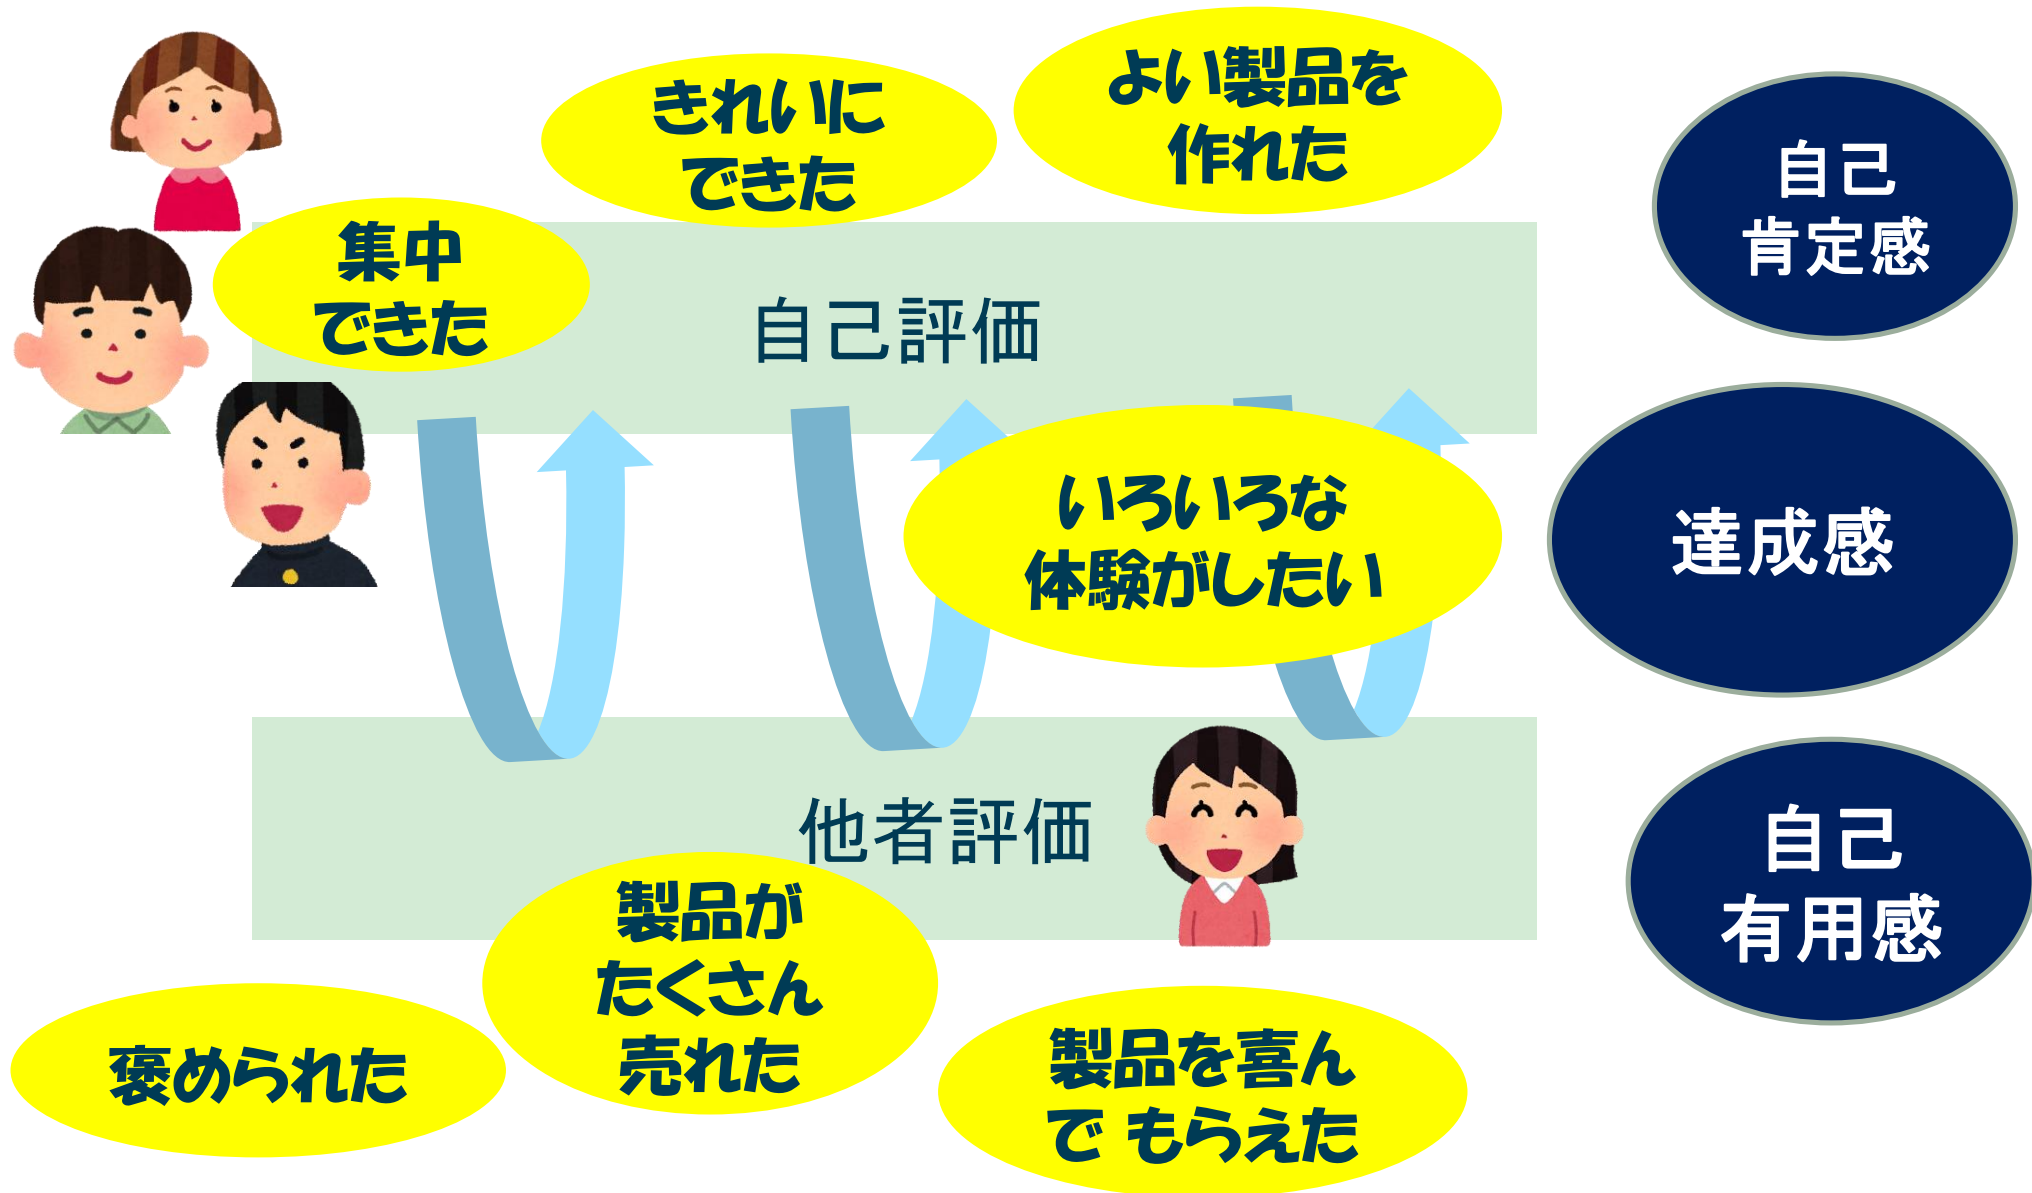 きれいに
できた
よい製品を
作れた
自己
肯定感
集中
できた
自己評価
いろいろな
体験がしたい
達成感
他者評価
自己
有用感
製品が
たくさん
売れた
褒められた
製品を喜ん
で もらえた